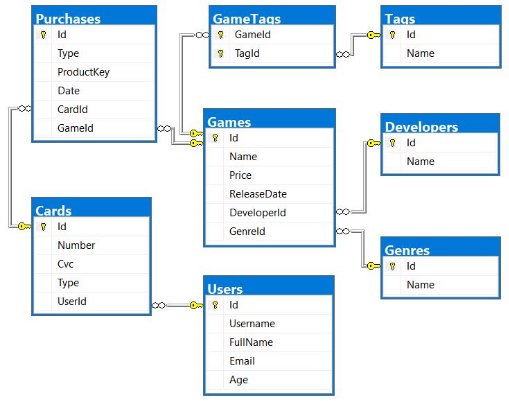 Purchases
Id
Type
ProductKey
Date
CardId
GameId
GameTags
GameId
TagId
Tags
Id
Name
Games
Id
Name
Price
ReleaseDate
DeveloperId
GenreId
Developers
Id
Name
Cards
Id
Number
Cvc
Type
UserId
Genres
Id
Name
Users
Id
Username
FullName
Email
Age